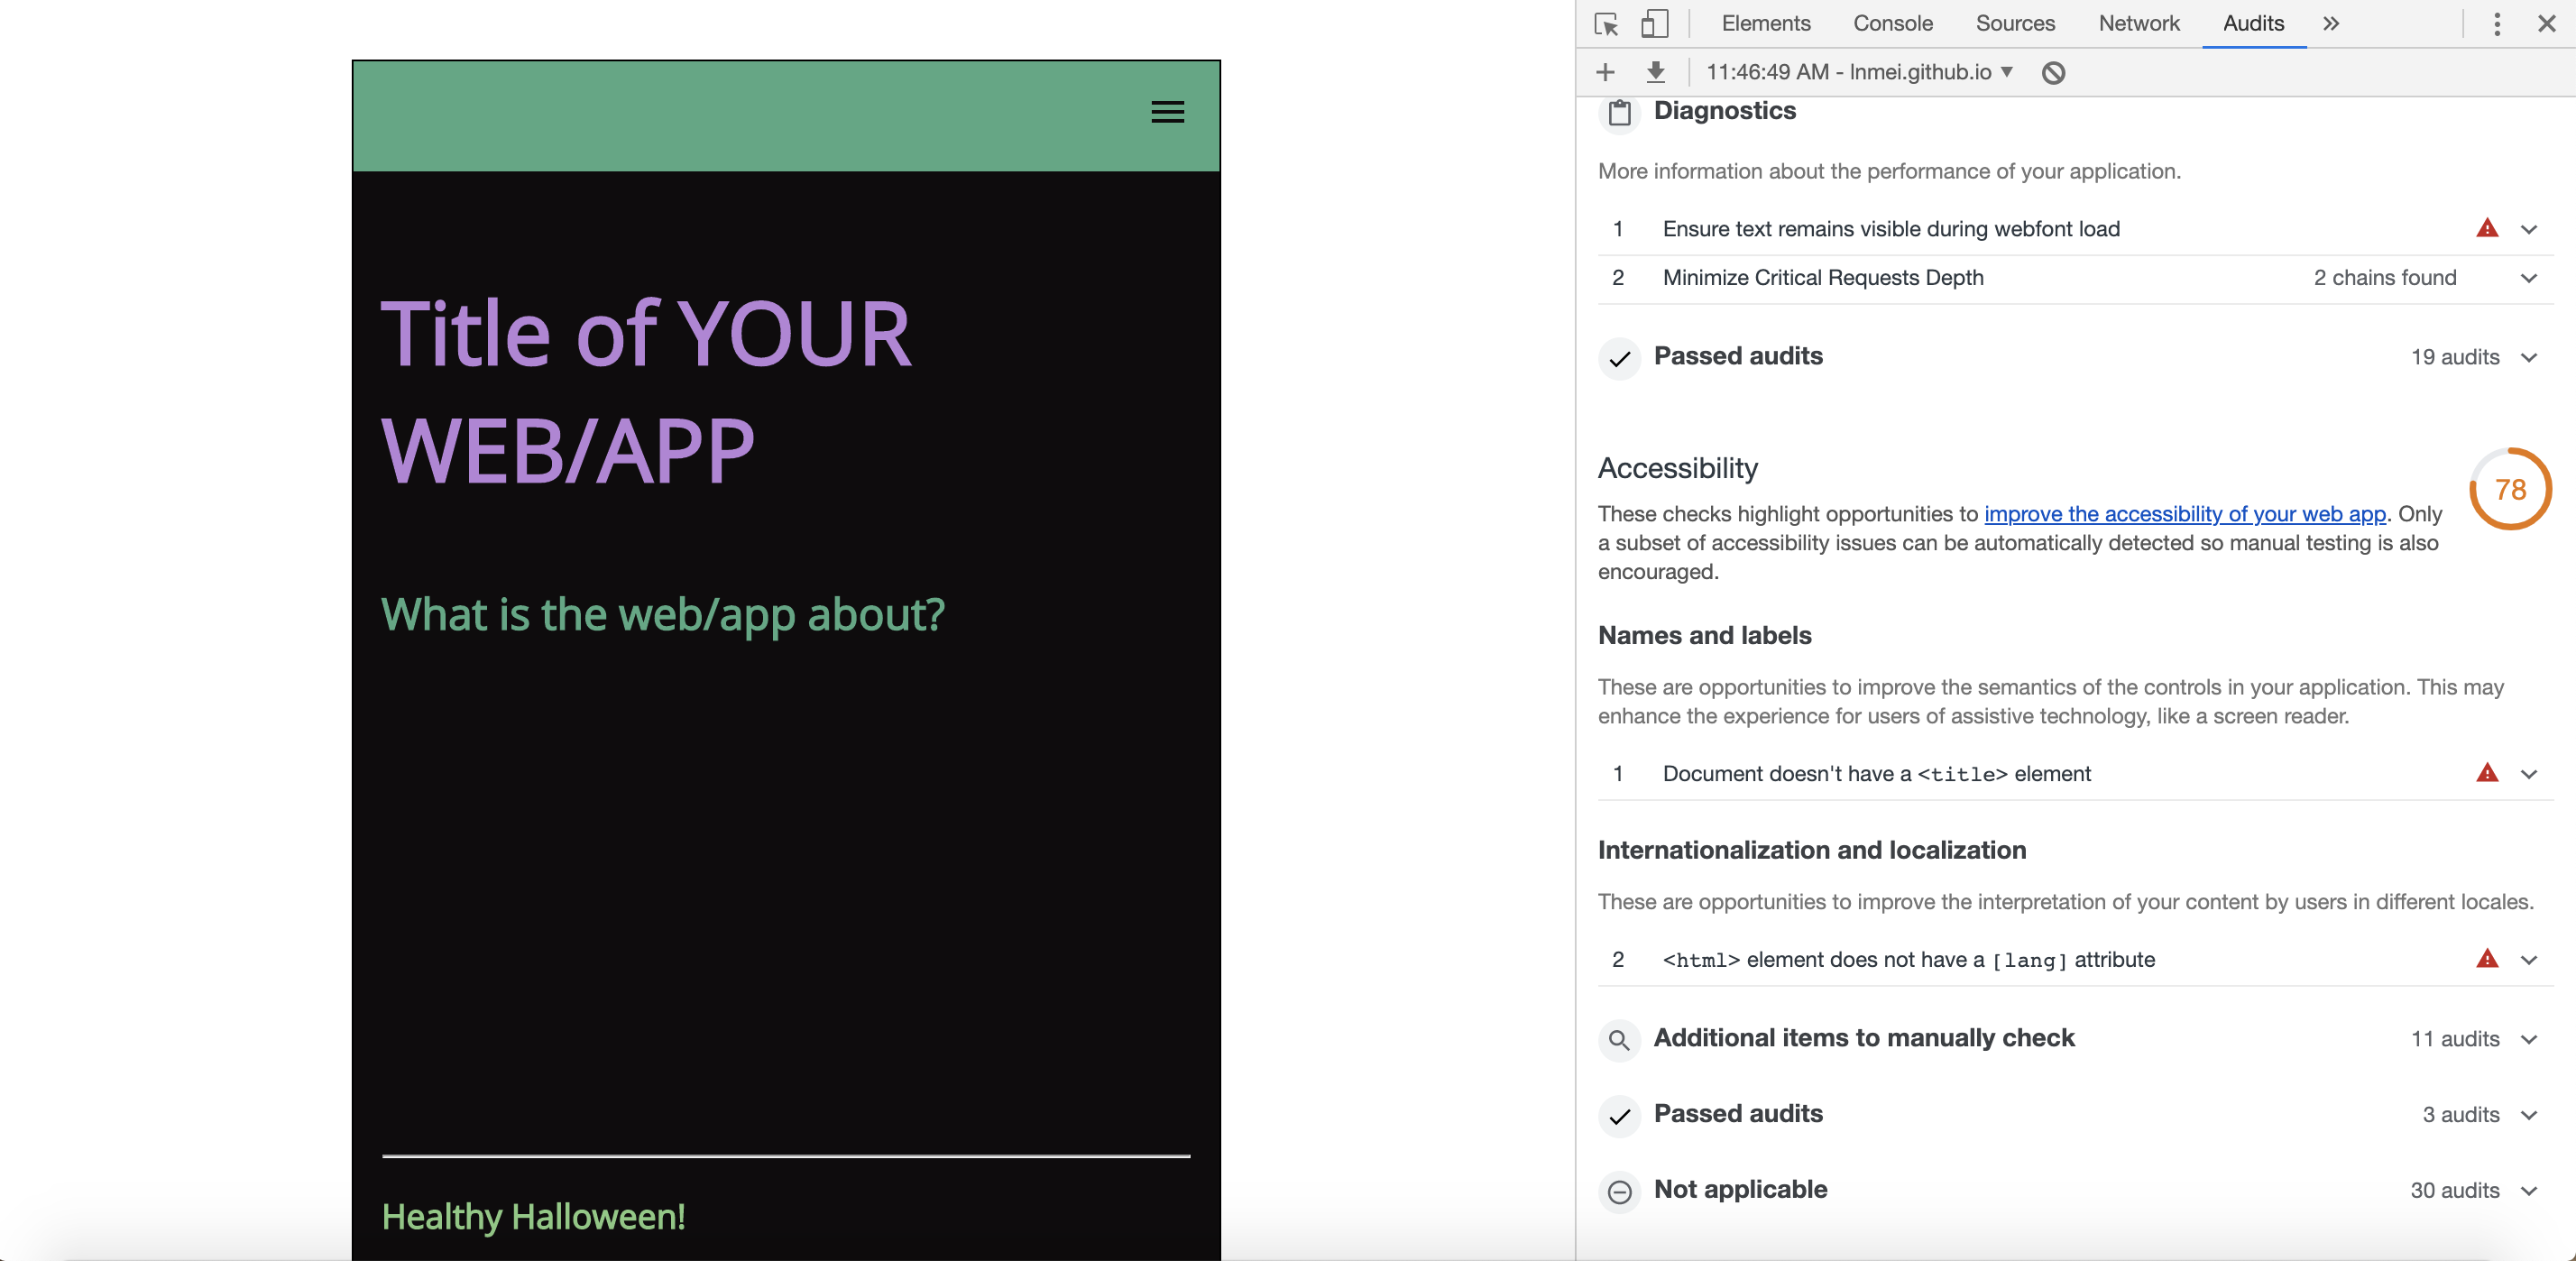 Title of YOUR
WEB/APP
What is the web/app about?
Healthy Halloween!
Elements Console Sources Network Audits
11:46:49 AM - lnmei.github.io
Diagnostics
More information about the performance of your application.
1 Ensure text remains visible during webfont load
2 Minimize Critical Requests Depth 2 chains found
Passed audits 19 audits
Accessibility
78
These checks highlight opportunities to improve the accessibility of your web app. Only
a subset of accessibility issues can be automatically detected so manual testing is also
encouraged.
Names and labels
These are opportunities to improve the semantics of the controls in your application. This may
enhance the experience for users of assistive technology, like a screen reader.
1 Document doesn't have a <title> element
Internationalization and localization
These are opportunities to improve the interpretation of your content by users in different locales.
2 <html> element does not have a [lang] attribute
Additional items to manually check 11 audits
Passed audits 3 audits
Not applicable 30 audits